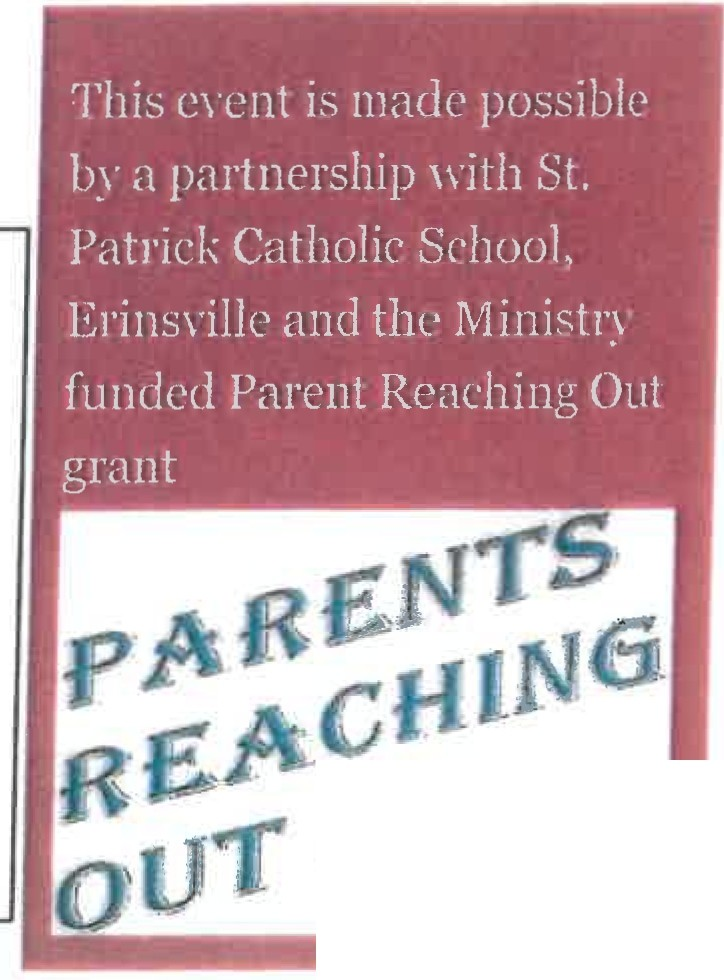 This event is made possible
by a partnership with St.
Patrick Catholic School,
Erinsville and the Ministry
funded Parent Reaching Out
grant
PARENTS
REACHING
OUT